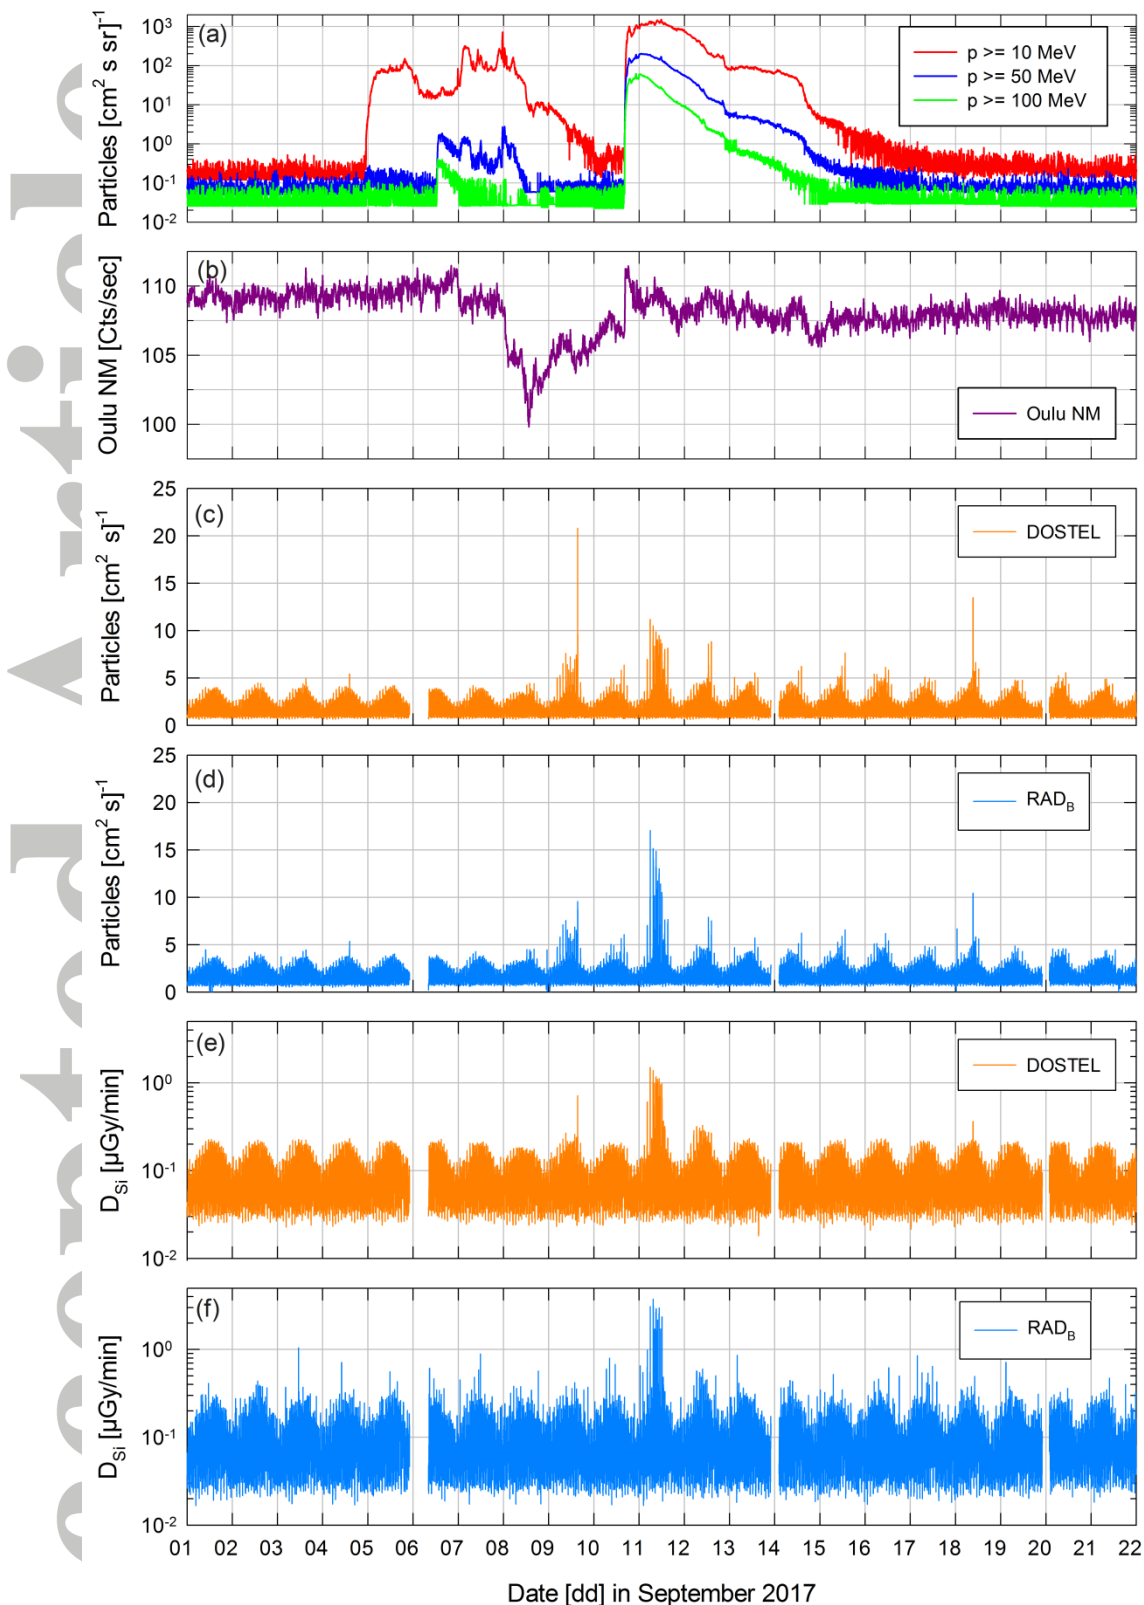 Accepted Article
(a)
10³
10²
10¹
10⁰
10⁻¹
10⁻²
Particles [cm² s sr]⁻¹
p >= 10 MeV
p >= 50 MeV
p >= 100 MeV
(b)
110
105
100
Oulu NM [Cts/sec]
Oulu NM
(c)
25
20
15
10
5
0
Particles [cm² s]⁻¹
DOSTEL
(d)
25
20
15
10
5
0
Particles [cm² s]⁻¹
RAD_B
(e)
10⁰
10⁻¹
10⁻²
D_Si [µGy/min]
DOSTEL
(f)
10⁰
10⁻¹
10⁻²
D_Si [µGy/min]
RAD_B
01 02 03 04 05 06 07 08 09 10 11 12 13 14 15 16 17 18 19 20 21 22
Date [dd] in September 2017